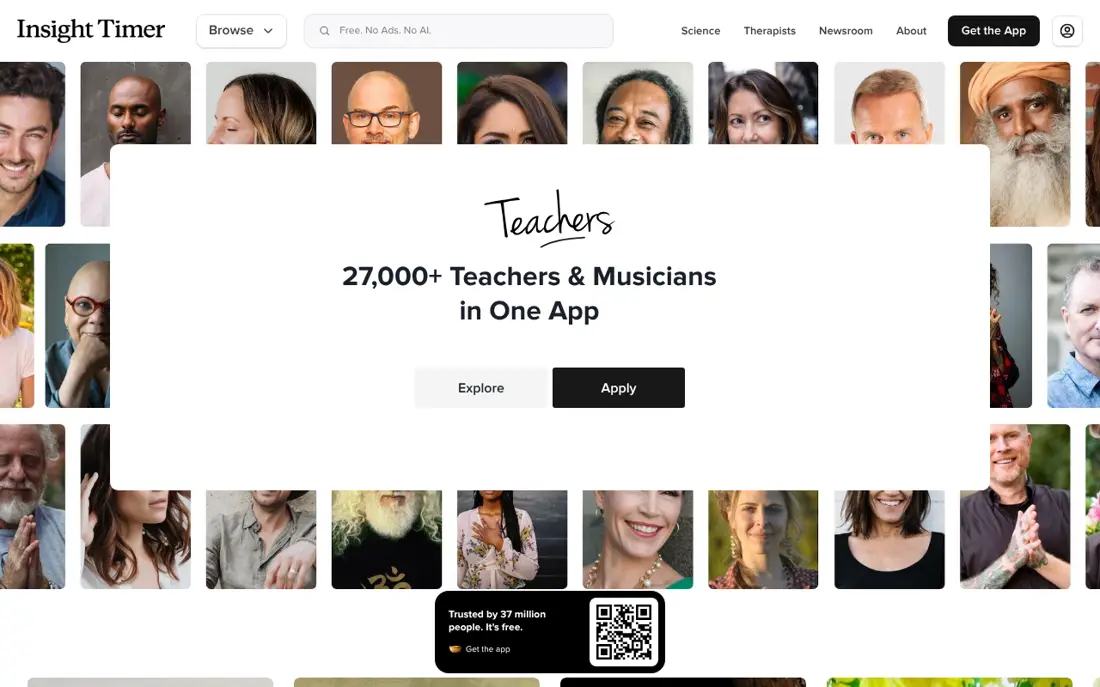 Insight Timer
Browse
Free. No Ads. No AI.
Science
Therapists
Newsroom
About
Get the App
Teachers
27,000+ Teachers & Musicians
in One App
Explore
Apply
Trusted by 37 million
people. It's free.
Get the app